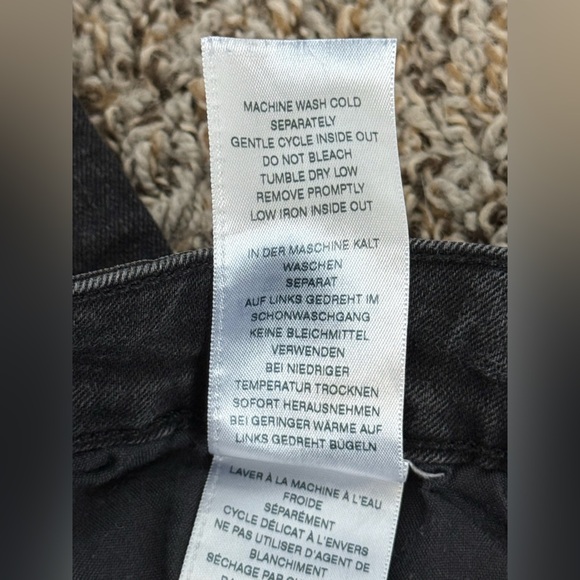 MACHINE WASH COLD
SEPARATELY
GENTLE CYCLE INSIDE OUT
DO NOT BLEACH
TUMBLE DRY LOW
REMOVE PROMPTLY
LOW IRON INSIDE OUT
IN DER MASCHINE KALT
WASCHEN
SEPARAT
AUF LINKS GEDREHT IM
SCHONWASCHGANG
KEINE BLEICHMITTEL
VERWENDEN
BEI NIEDRIGER
TEMPERATUR TROCKNEN
SOFORT HERAUSNEHMEN
BEI GERINGER WÄRME AUF
LINKS GEDREHT BÜGELN
LAVER À LA MACHINE À L'EAU
FROIDE
SÉPARÉMENT
CYCLE DÉLICAT À L'ENVERS
NE PAS UTILISER D'AGENT DE
BLANCHIMENT
SÉCHAGE PAR